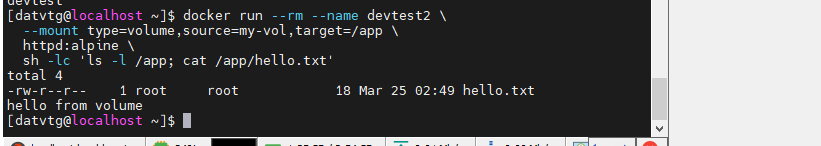 devtest
[datvtg@localhost ~]$ docker run --rm --name devtest2 \
  --mount type=volume,source=my-vol,target=/app \
  httpd:alpine \
  sh -lc 'ls -l /app; cat /app/hello.txt'
total 4
-rw-r--r--    1 root     root            18 Mar 25 02:49 hello.txt
hello from volume
[datvtg@localhost ~]$